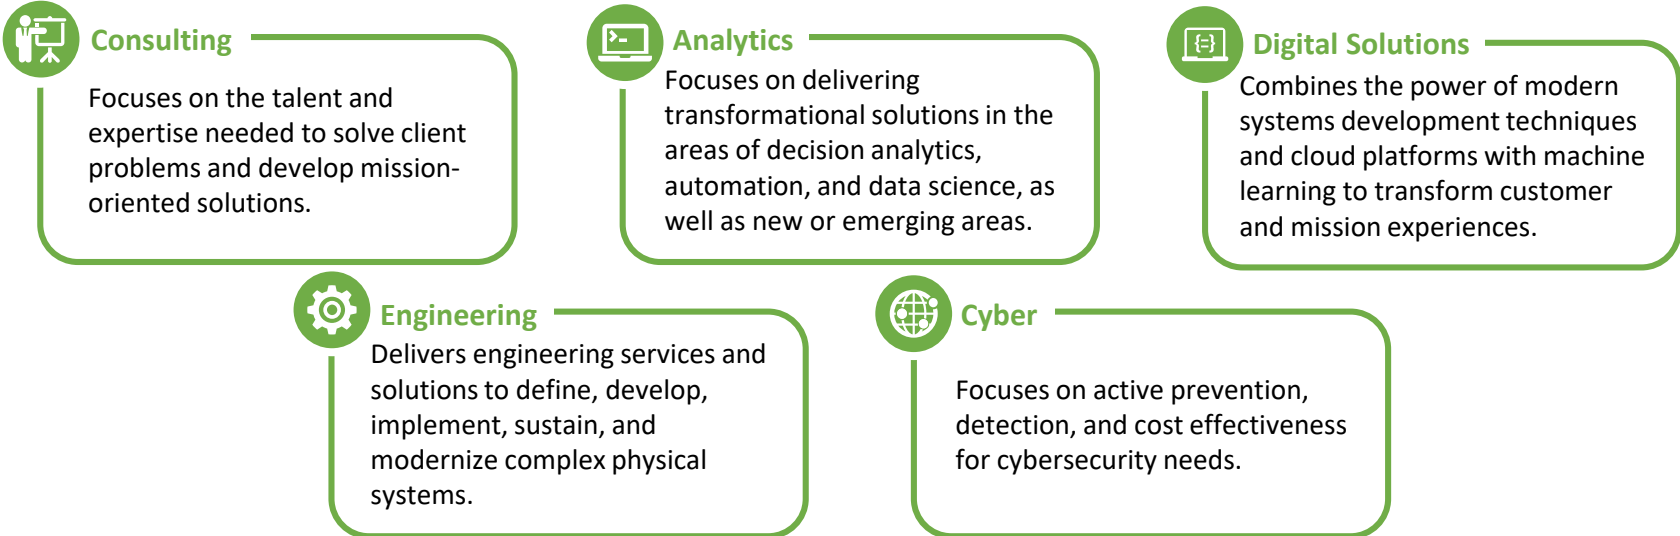 Consulting
Focuses on the talent and
expertise needed to solve client
problems and develop mission-
oriented solutions.
Analytics
Focuses on delivering
transformational solutions in the
areas of decision analytics,
automation, and data science, as
well as new or emerging areas.
Digital Solutions
Combines the power of modern
systems development techniques
and cloud platforms with machine
learning to transform customer
and mission experiences.
Engineering
Delivers engineering services and
solutions to define, develop,
implement, sustain, and
modernize complex physical
systems.
Cyber
Focuses on active prevention,
detection, and cost effectiveness
for cybersecurity needs.